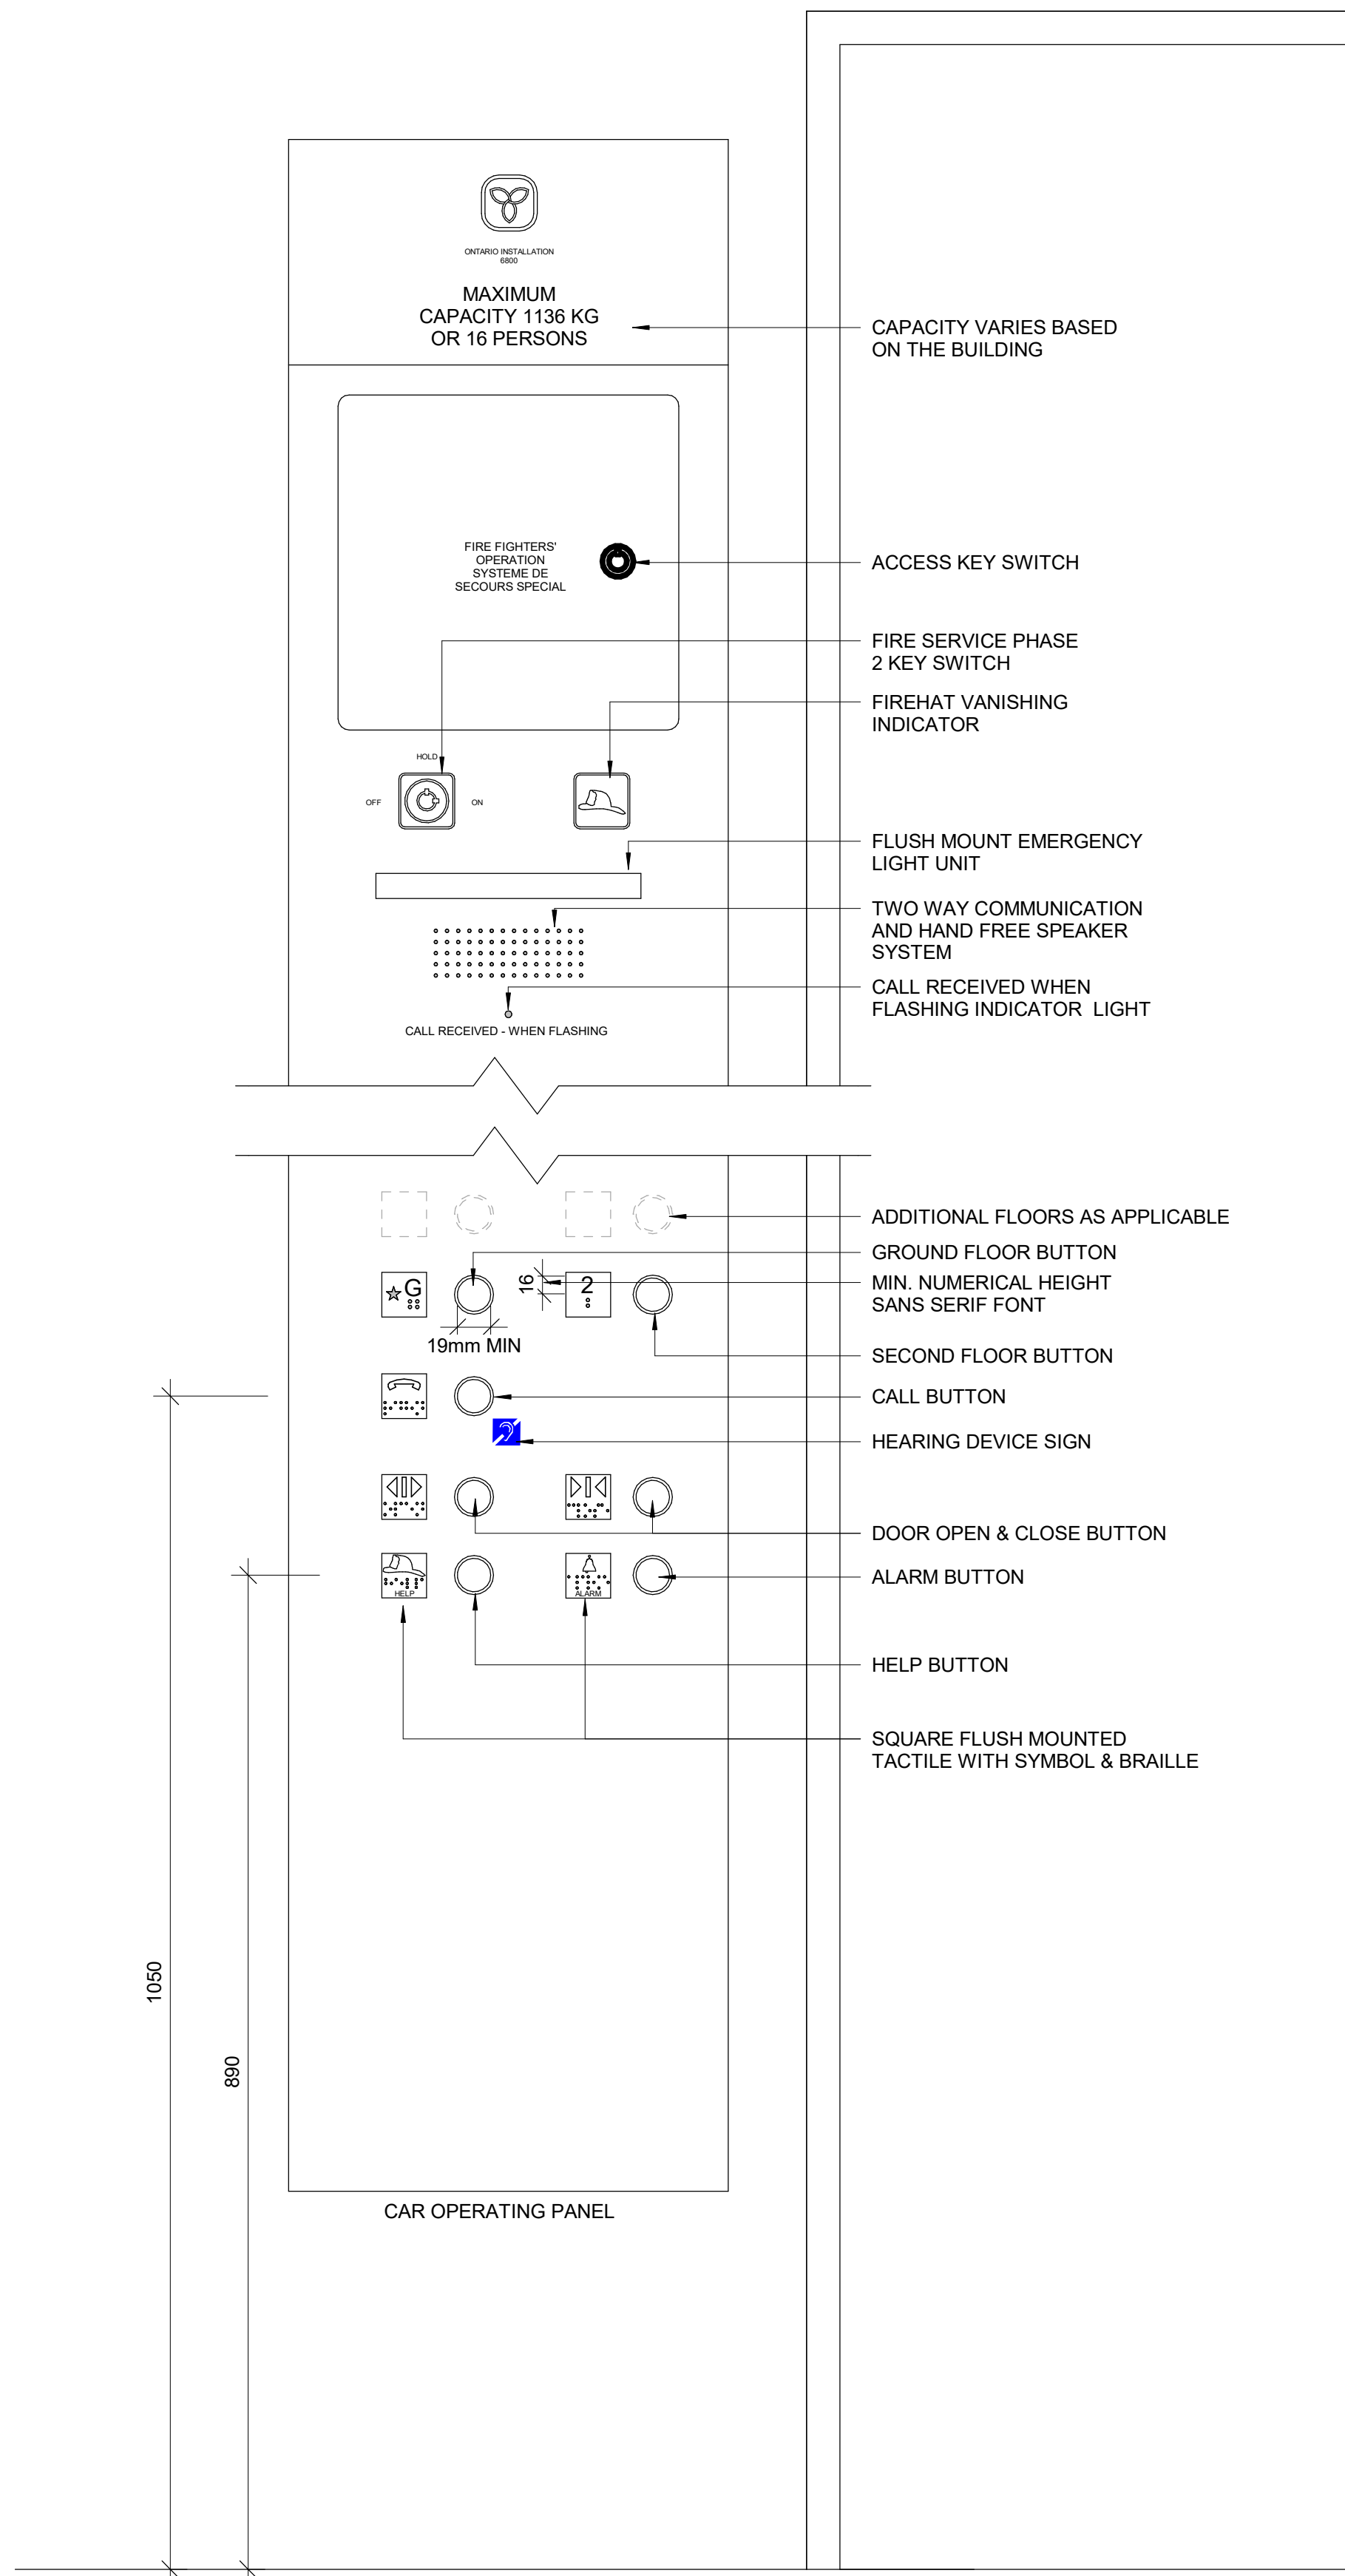 ONTARIO INSTALLATION
6800
MAXIMUM
CAPACITY 1136 KG
OR 16 PERSONS
CAPACITY VARIES BASED
ON THE BUILDING
FIRE FIGHTERS'
OPERATION
SYSTEME DE
SECOURS SPECIAL
ACCESS KEY SWITCH
FIRE SERVICE PHASE
2 KEY SWITCH
FIREHAT VANISHING
INDICATOR
HOLD
OFF
ON
FLUSH MOUNT EMERGENCY
LIGHT UNIT
TWO WAY COMMUNICATION
AND HAND FREE SPEAKER
SYSTEM
CALL RECEIVED WHEN
FLASHING INDICATOR LIGHT
CALL RECEIVED - WHEN FLASHING
ADDITIONAL FLOORS AS APPLICABLE
GROUND FLOOR BUTTON
G
16
2
MIN. NUMERICAL HEIGHT
SANS SERIF FONT
19mm MIN
SECOND FLOOR BUTTON
CALL BUTTON
HEARING DEVICE SIGN
DOOR OPEN & CLOSE BUTTON
ALARM BUTTON
HELP
ALARM
HELP BUTTON
SQUARE FLUSH MOUNTED
TACTILE WITH SYMBOL & BRAILLE
1050
890
CAR OPERATING PANEL